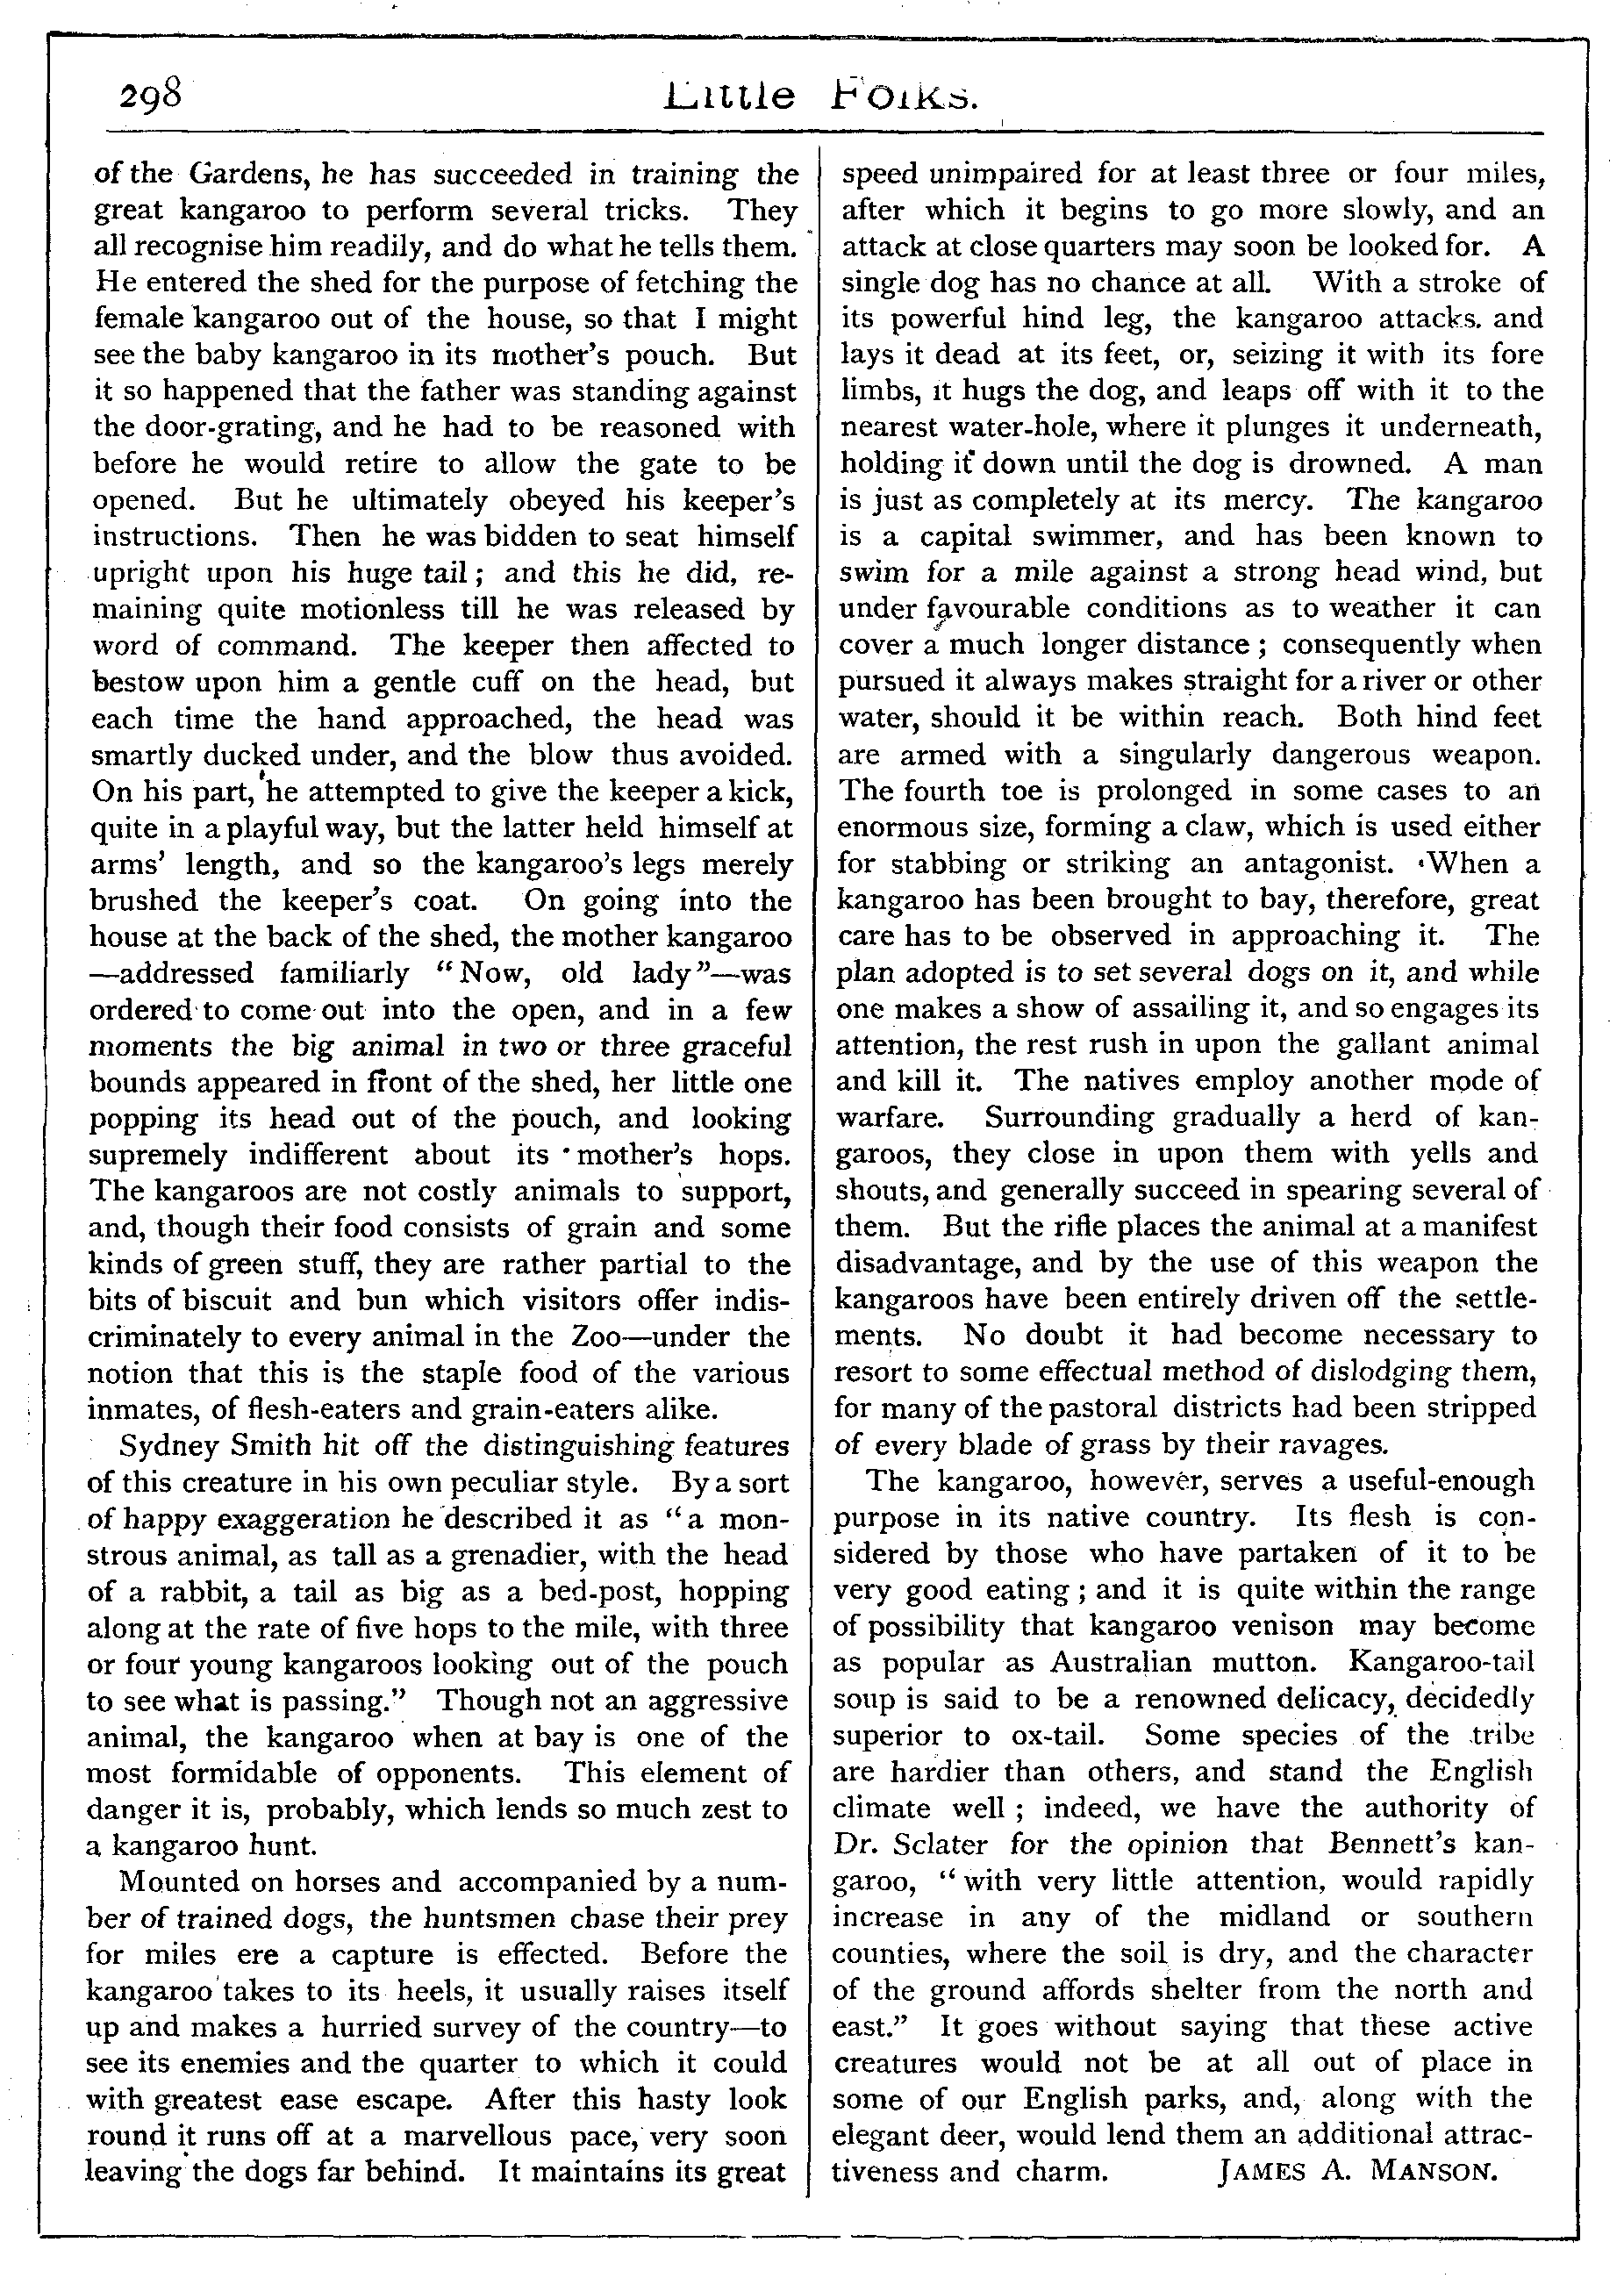 298
Little Folks.
of the Gardens, he has succeeded in training the
great kangaroo to perform several tricks. They
all recognise him readily, and do what he tells them.
He entered the shed for the purpose of fetching the
female kangaroo out of the house, so that I might
see the baby kangaroo in its mother's pouch. But
it so happened that the father was standing against
the door-grating, and he had to be reasoned with
before he would retire to allow the gate to be
opened. But he ultimately obeyed his keeper's
instructions. Then he was bidden to seat himself
upright upon his huge tail; and this he did, re-
maining quite motionless till he was released by
word of command. The keeper then affected to
bestow upon him a gentle cuff on the head, but
each time the hand approached, the head was
smartly ducked under, and the blow thus avoided.
On his part, he attempted to give the keeper a kick,
quite in a playful way, but the latter held himself at
arms' length, and so the kangaroo's legs merely
brushed the keeper's coat. On going into the
house at the back of the shed, the mother kangaroo
—addressed familiarly "Now, old lady"—was
ordered to come out into the open, and in a few
moments the big animal in two or three graceful
bounds appeared in front of the shed, her little one
popping its head out of the pouch, and looking
supremely indifferent about its mother's hops.
The kangaroos are not costly animals to support,
and, though their food consists of grain and some
kinds of green stuff, they are rather partial to the
bits of biscuit and bun which visitors offer indis-
criminately to every animal in the Zoo—under the
notion that this is the staple food of the various
inmates, of flesh-eaters and grain-eaters alike.
Sydney Smith hit off the distinguishing features
of this creature in his own peculiar style. By a sort
of happy exaggeration he described it as "a mon-
strous animal, as tall as a grenadier, with the head
of a rabbit, a tail as big as a bed-post, hopping
along at the rate of five hops to the mile, with three
or four young kangaroos looking out of the pouch
to see what is passing." Though not an aggressive
animal, the kangaroo when at bay is one of the
most formidable of opponents. This element of
danger it is, probably, which lends so much zest to
a kangaroo hunt.
Mounted on horses and accompanied by a num-
ber of trained dogs, the huntsmen chase their prey
for miles ere a capture is effected. Before the
kangaroo takes to its heels, it usually raises itself
up and makes a hurried survey of the country—to
see its enemies and the quarter to which it could
with greatest ease escape. After this hasty look
round it runs off at a marvellous pace, very soon
leaving the dogs far behind. It maintains its great
speed unimpaired for at least three or four miles,
after which it begins to go more slowly, and an
attack at close quarters may soon be looked for. A
single dog has no chance at all. With a stroke of
its powerful hind leg, the kangaroo attacks. and
lays it dead at its feet, or, seizing it with its fore
limbs, it hugs the dog, and leaps off with it to the
nearest water-hole, where it plunges it underneath,
holding it down until the dog is drowned. A man
is just as completely at its mercy. The kangaroo
is a capital swimmer, and has been known to
swim for a mile against a strong head wind, but
under favourable conditions as to weather it can
cover a much longer distance; consequently when
pursued it always makes straight for a river or other
water, should it be within reach. Both hind feet
are armed with a singularly dangerous weapon.
The fourth toe is prolonged in some cases to an
enormous size, forming a claw, which is used either
for stabbing or striking an antagonist. When a
kangaroo has been brought to bay, therefore, great
care has to be observed in approaching it. The
plan adopted is to set several dogs on it, and while
one makes a show of assailing it, and so engages its
attention, the rest rush in upon the gallant animal
and kill it. The natives employ another mode of
warfare. Surrounding gradually a herd of kan-
garoos, they close in upon them with yells and
shouts, and generally succeed in spearing several of
them. But the rifle places the animal at a manifest
disadvantage, and by the use of this weapon the
kangaroos have been entirely driven off the settle-
ments. No doubt it had become necessary to
resort to some effectual method of dislodging them,
for many of the pastoral districts had been stripped
of every blade of grass by their ravages.
The kangaroo, however, serves a useful-enough
purpose in its native country. Its flesh is con-
sidered by those who have partaken of it to be
very good eating; and it is quite within the range
of possibility that kangaroo venison may become
as popular as Australian mutton. Kangaroo-tail
soup is said to be a renowned delicacy, decidedly
superior to ox-tail. Some species of the tribe
are hardier than others, and stand the English
climate well; indeed, we have the authority of
Dr. Sclater for the opinion that Bennett's kan-
garoo, "with very little attention, would rapidly
increase in any of the midland or southern
counties, where the soil is dry, and the character
of the ground affords shelter from the north and
east." It goes without saying that these active
creatures would not be at all out of place in
some of our English parks, and, along with the
elegant deer, would lend them an additional attrac-
tiveness and charm. JAMES A. MANSON.